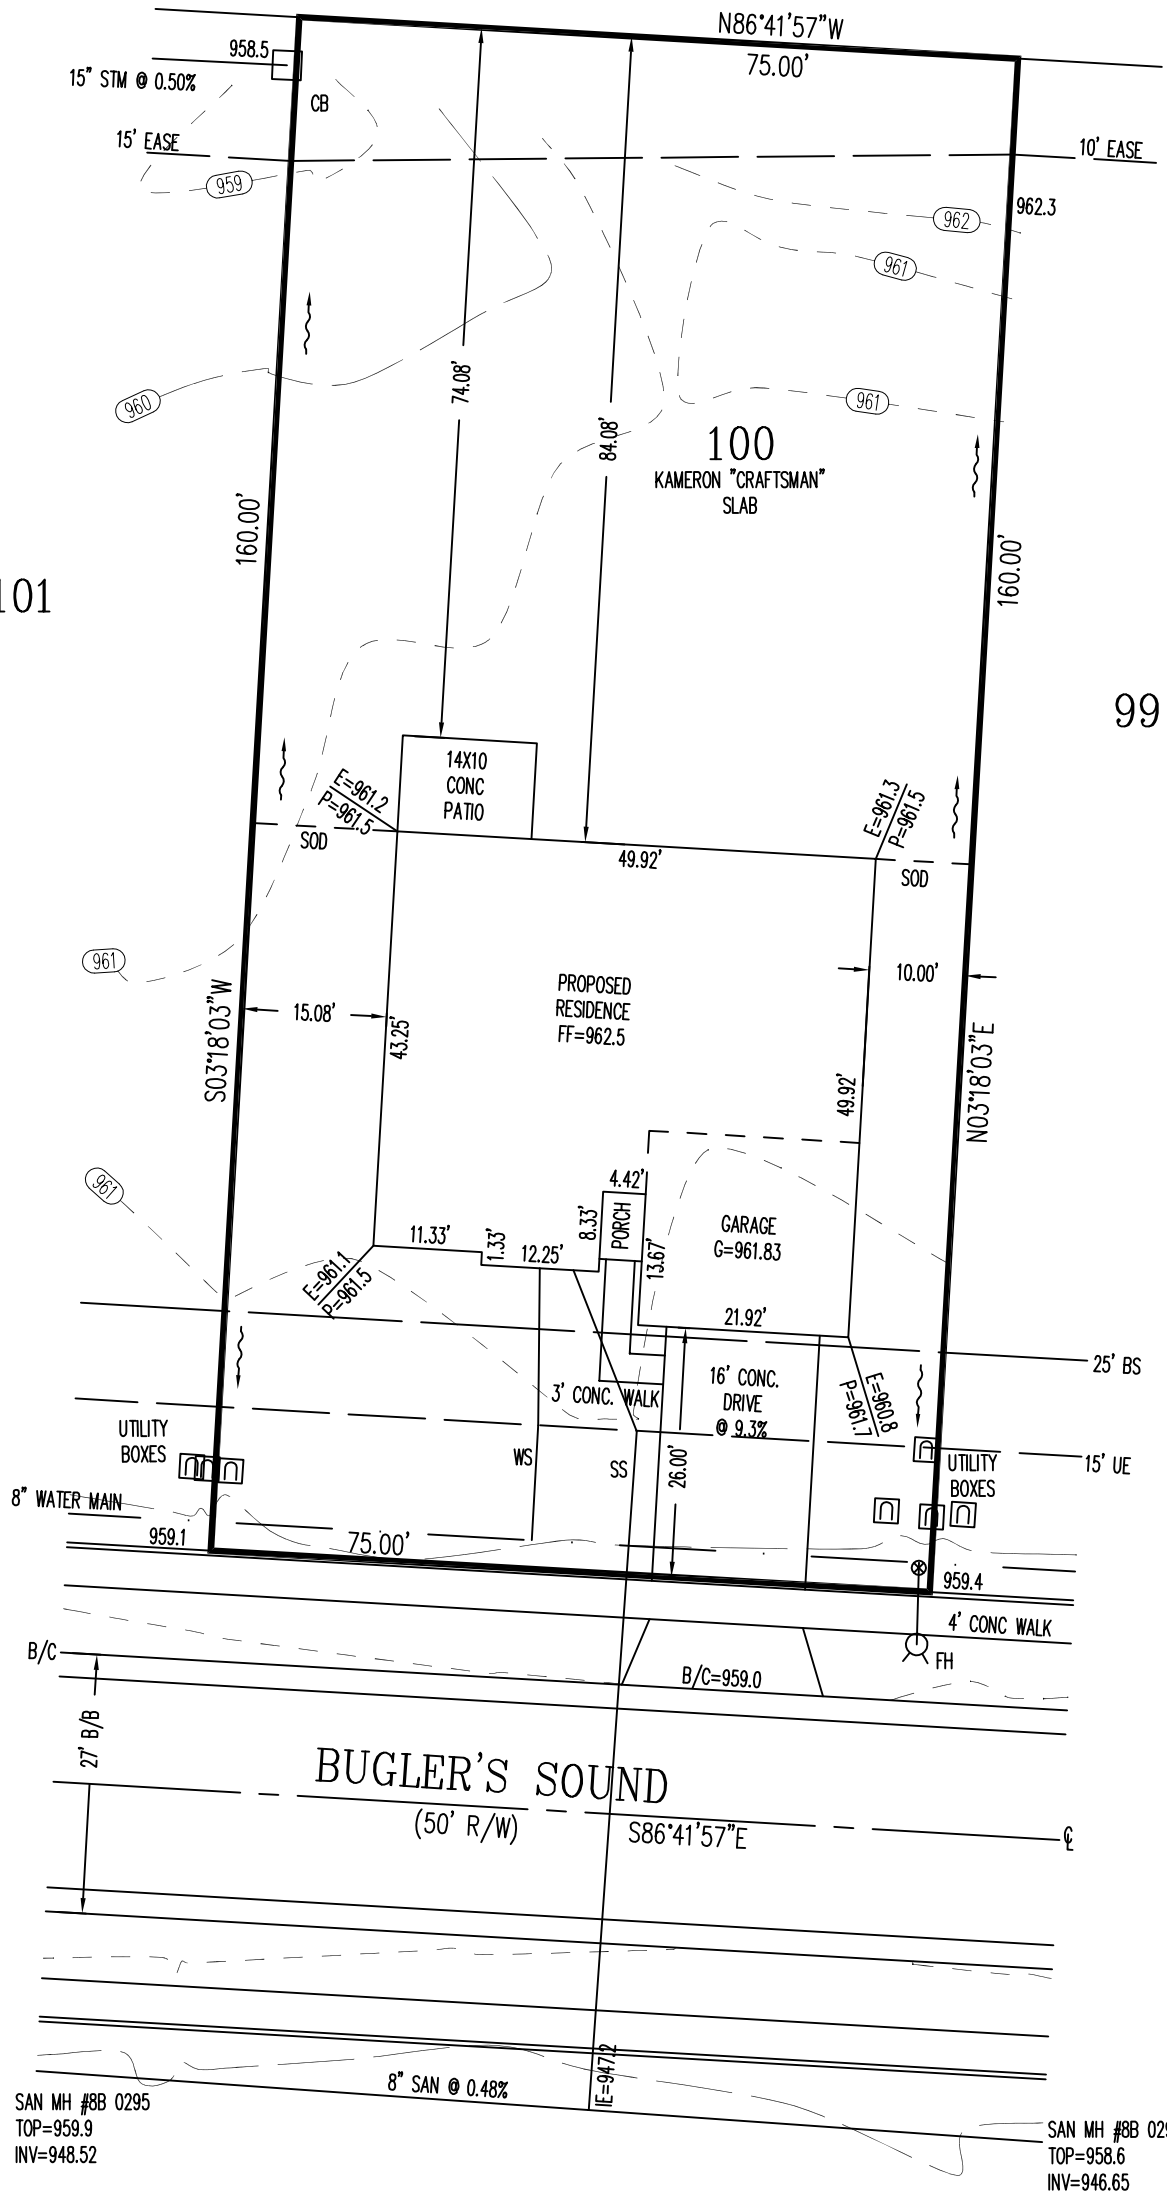 N86°41'57"W
75.00'
958.5
15" STM @ 0.50%
CB
15' EASE
10' EASE
959
962
962.3
961
960
74.08'
84.08'
961
100
KAMERON "CRAFTSMAN"
SLAB
160.00'
160.00'
101
99
14X10
CONC
PATIO
E=961.2
P=961.5
E=961.3
P=961.5
SOD
49.92'
SOD
961
PROPOSED
RESIDENCE
FF=962.5
10.00'
15.08'
S03°18'03"W
43.25'
49.92'
N03°18'03"E
961
4.42'
PORCH
8.33'
GARAGE
G=961.83
11.33'
1.33'
12.25'
13.67'
E=961.1
P=961.5
21.92'
25' BS
3' CONC. WALK
16' CONC.
DRIVE
@ 9.3%
E=960.8
P=961.7
UTILITY
BOXES
WS
SS
26.00'
UTILITY
BOXES
15' UE
8" WATER MAIN
959.1
75.00'
959.4
4' CONC WALK
B/C
B/C=959.0
FH
27' B/B
BUGLER'S SOUND
(50' R/W)
S86°41'57"E
CL
8" SAN @ 0.48%
IE=947.2
SAN MH #8B 0295
TOP=959.9
INV=948.52
SAN MH #8B
TOP=958.6
INV=946.65